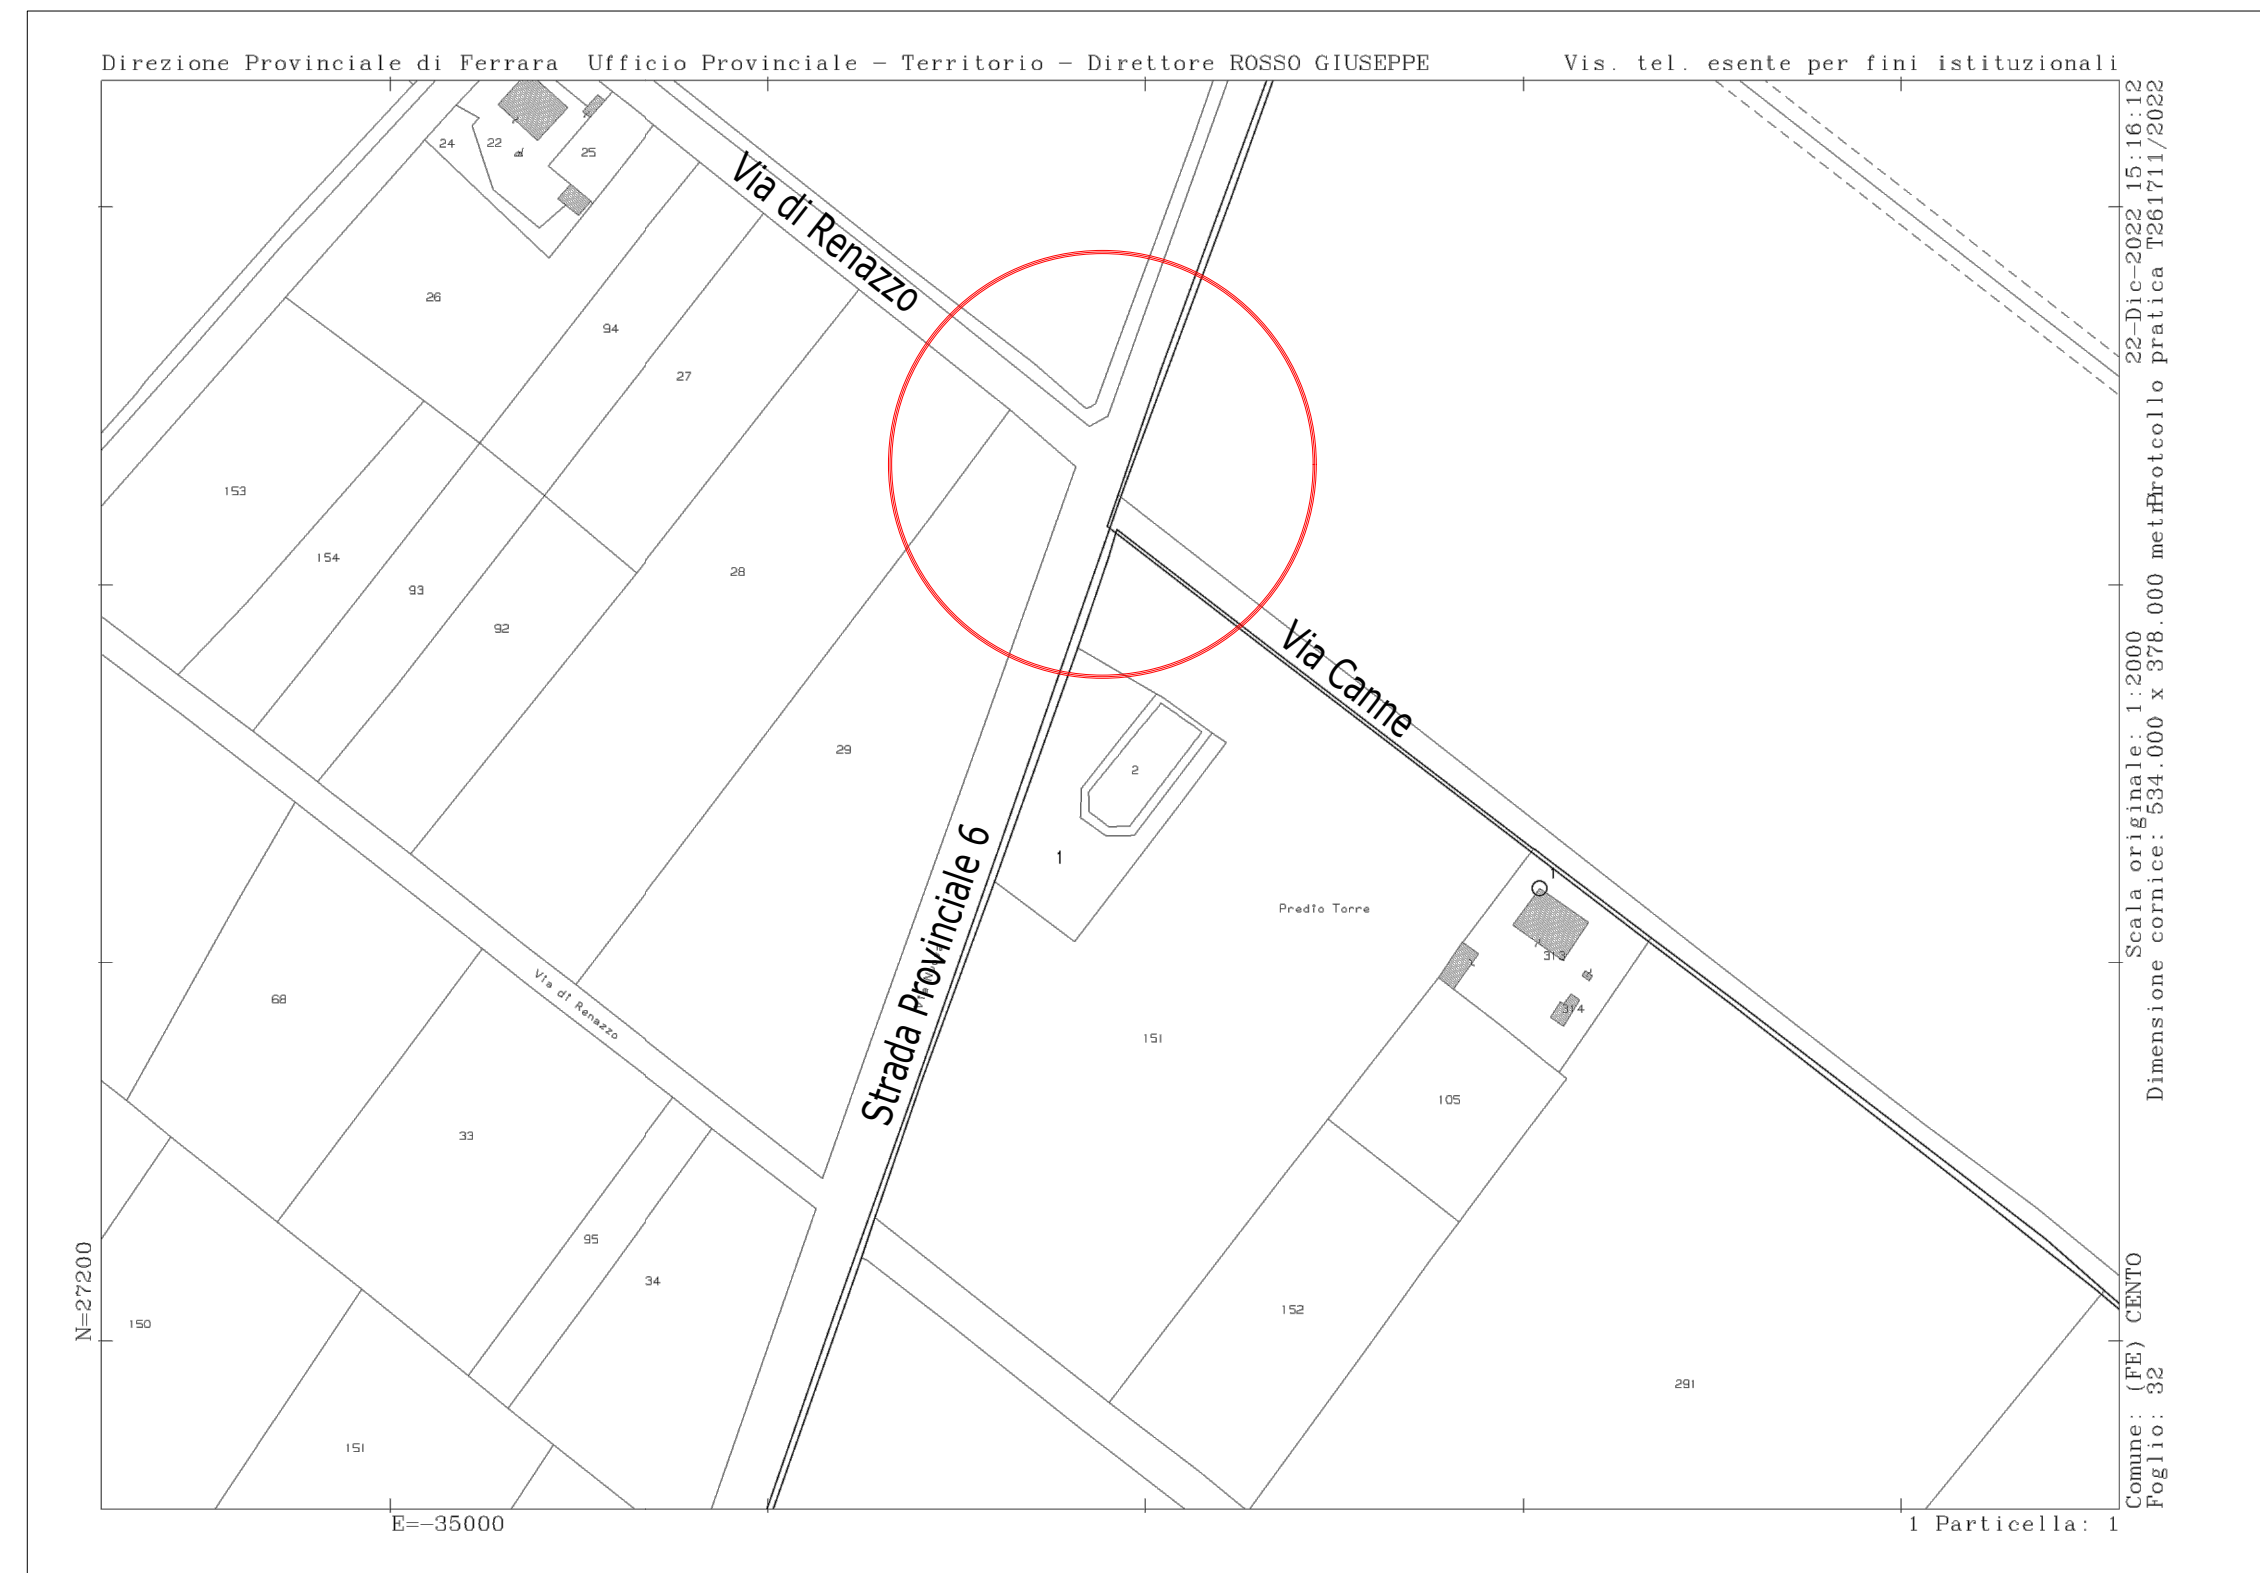 Direzione Provinciale di Ferrara Ufficio Provinciale - Territorio - Direttore ROSSO GIUSEPPE
Vis. tel. esente per fini istituzionali
24
22
25
26
94
27
Via di Renazzo
153
154
93
92
28
29
2
1
Via Canne
Strada Provinciale 6
Predio Torre
1
313
314
151
105
152
291
68
Via di Renazzo
33
95
34
150
151
N=27200
E=-35000
1 Particella: 1
22-Dic-2022 15:16:12
Protocollo pratica T261711/2022
Scala originale: 1:2000
Dimensione cornice: 534.000 x 378.000 metri
Comune: (FE) CENTO
Foglio: 32